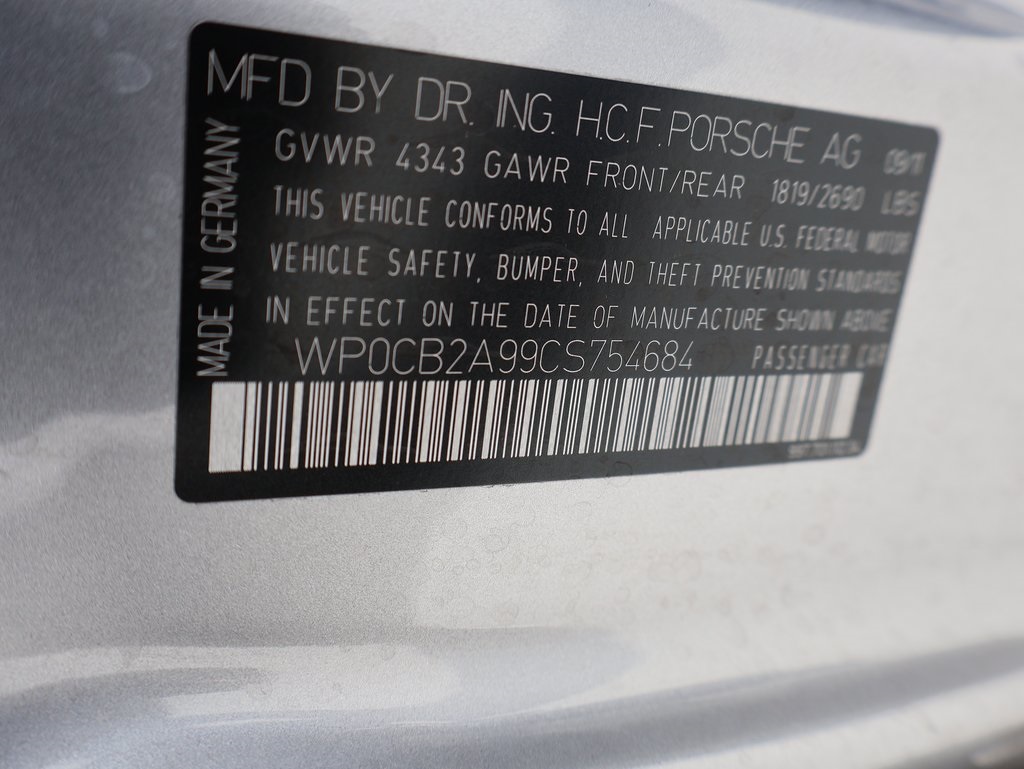 MFD BY DR. ING. H.C.F. PORSCHE AG 09/11
GVWR 4343 GAWR FRONT/REAR 1819/2690 LBS
THIS VEHICLE CONFORMS TO ALL APPLICABLE U.S. FEDERAL MOTOR
VEHICLE SAFETY, BUMPER, AND THEFT PREVENTION STANDARDS
IN EFFECT ON THE DATE OF MANUFACTURE SHOWN ABOVE
WP0CB2A99CS754684 PASSENGER CAR
MADE IN GERMANY